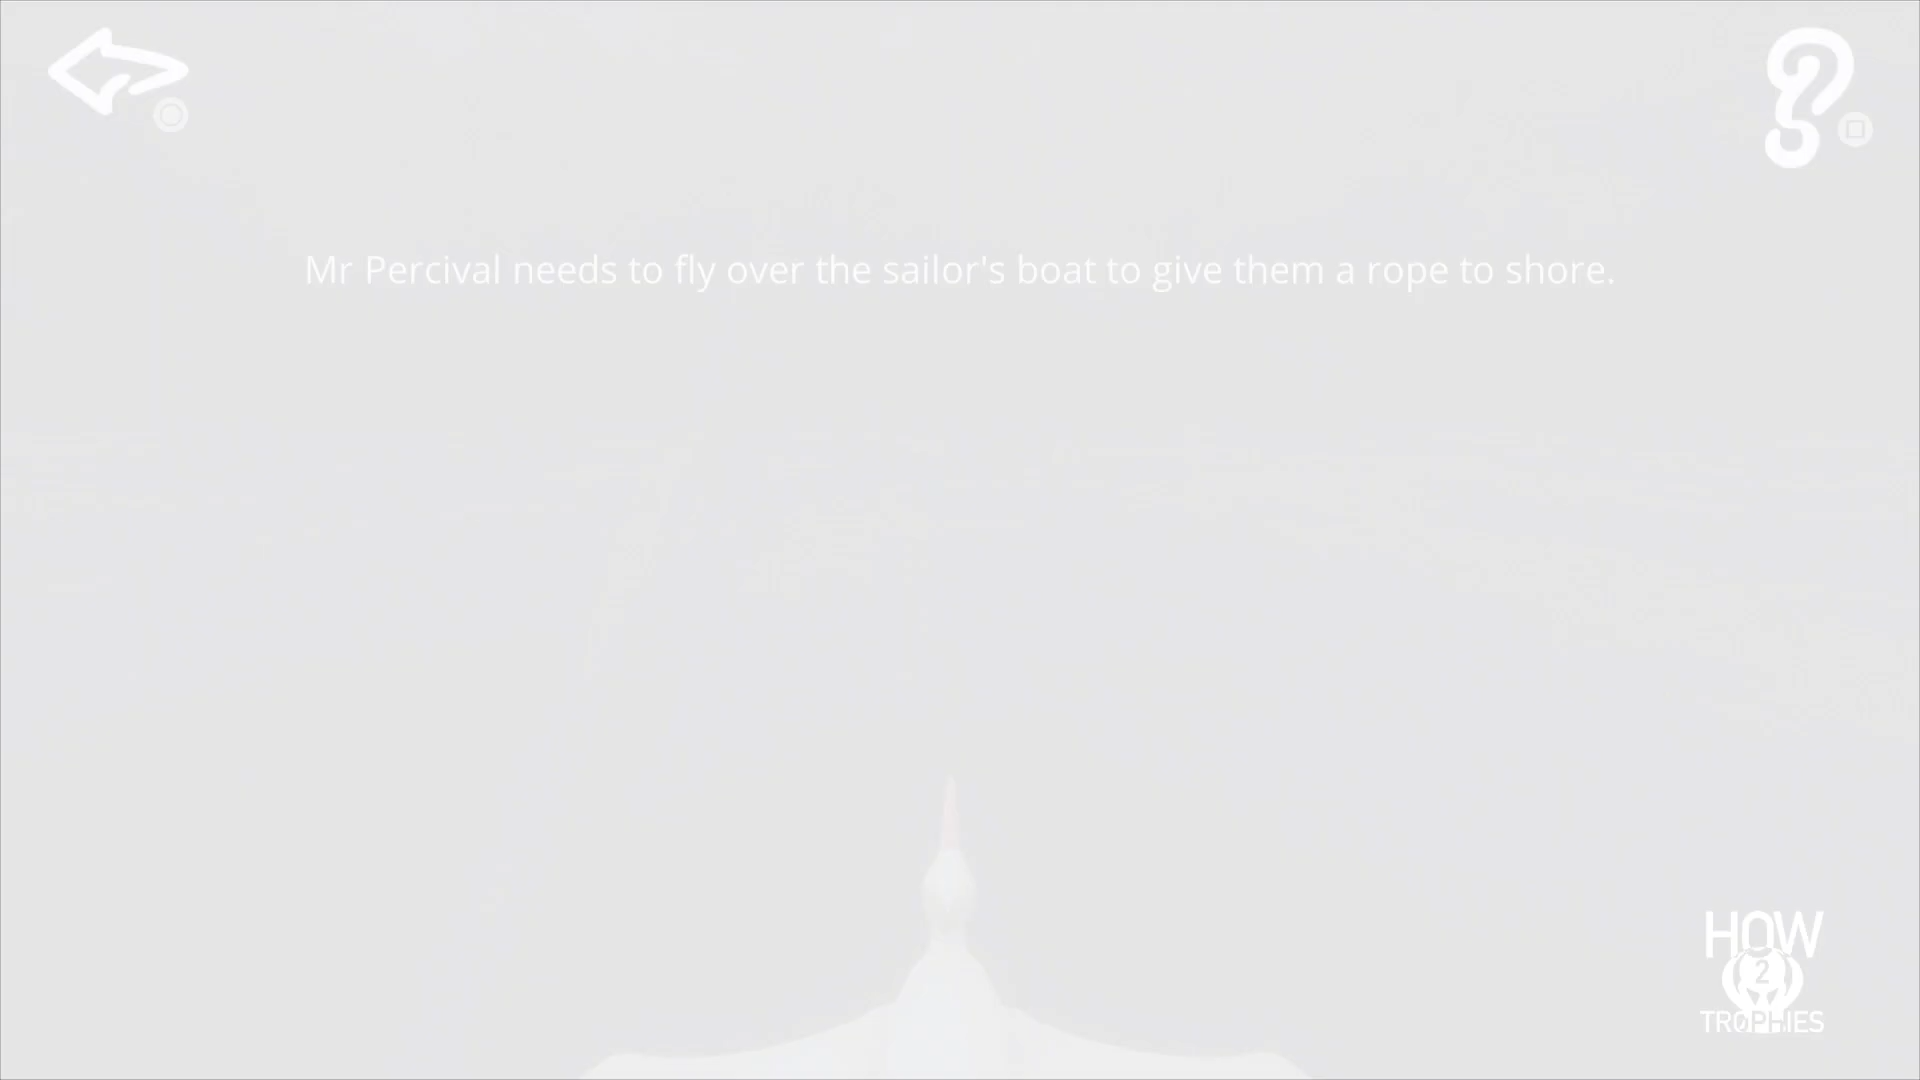 Mr Percival needs to fly over the sailor's boat to give them a rope to shore.
HOW
2
TROPHIES